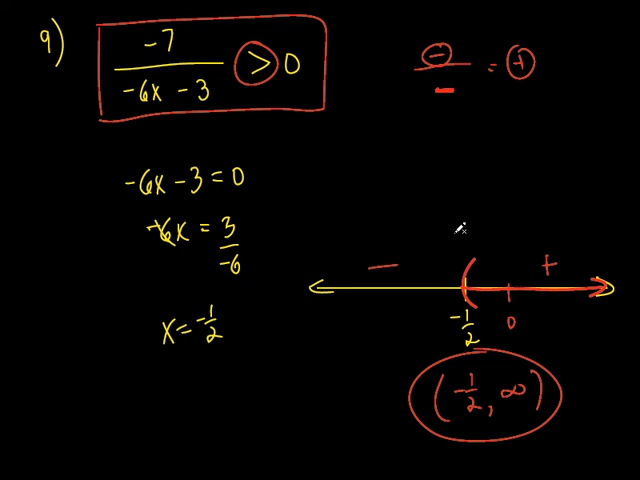 9) -7 / (-6x - 3) > 0
- / - = +
-6x - 3 = 0
-6x = 3 / -6
x = -1/2
- +
-1/2 0
(-1/2, ∞)